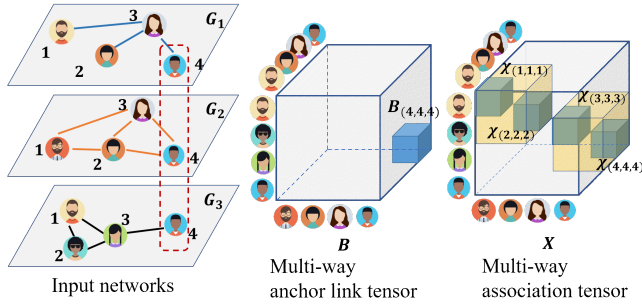 G₁
3
1
2
4
G₂
3
1
2
4
G₃
1
3
2
4
Input networks
B₍₄,₄,₄₎
B
Multi-way
anchor link tensor
χ₍₁,₁,₁₎
χ₍₃,₃,₃₎
χ₍₂,₂,₂₎
χ₍₄,₄,₄₎
X
Multi-way
association tensor